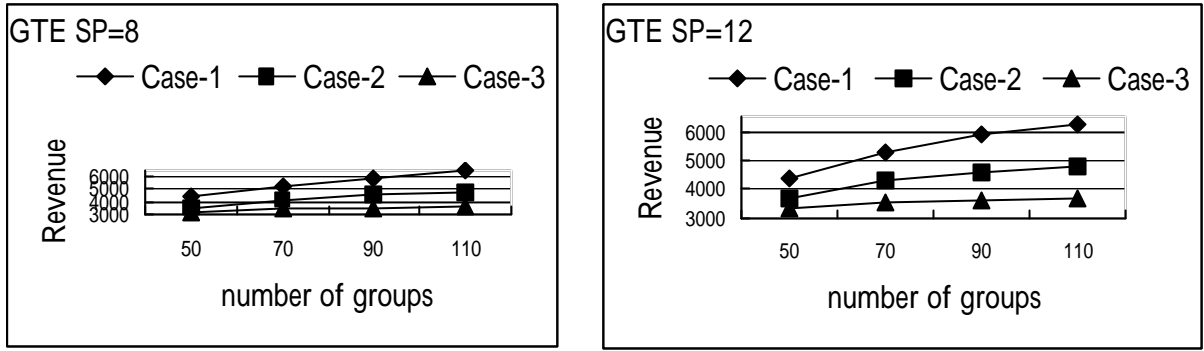 GTE SP=8
Case-1 Case-2 Case-3
Revenue
6000
5000
4000
3000
50 70 90 110
number of groups
GTE SP=12
Case-1 Case-2 Case-3
Revenue
6000
5000
4000
3000
50 70 90 110
number of groups